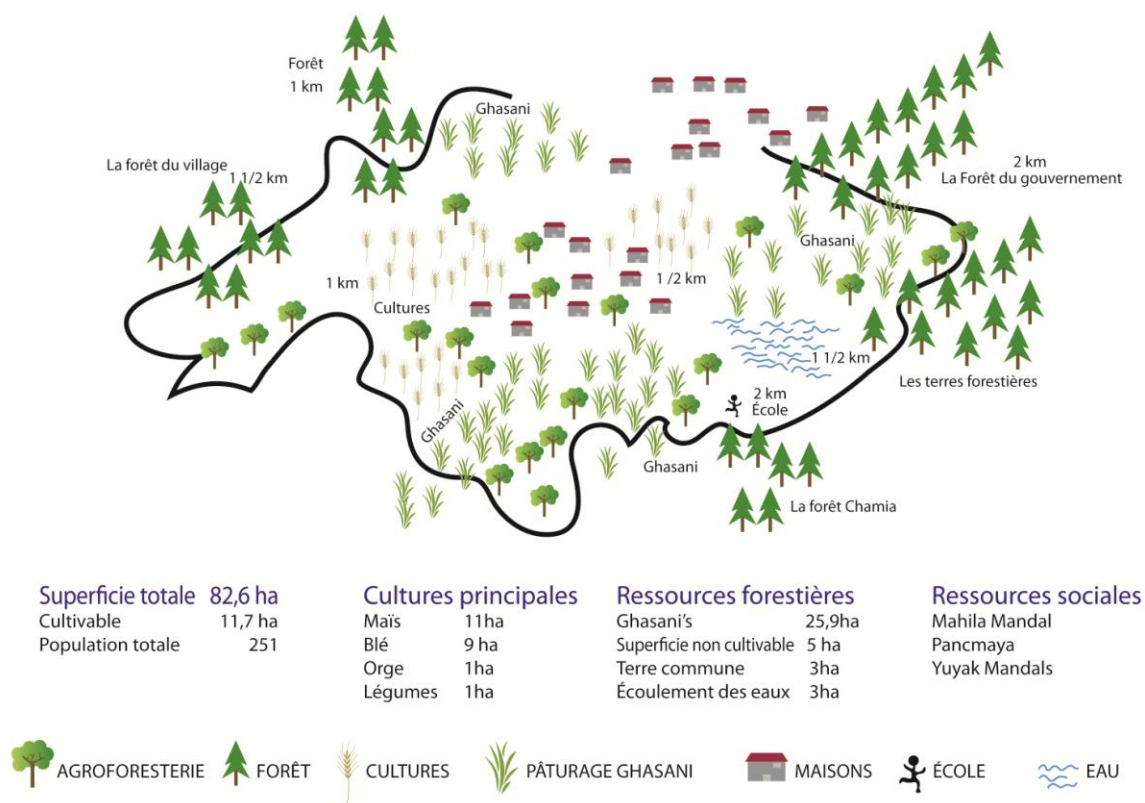 Forêt
1 km
Ghasani
La forêt du village
1 1/2 km
2 km
La Forêt du gouvernement
Ghasani
1 km
1/2 km
Cultures
1 1/2 km
Les terres forestières
2 km
École
Ghasani
Ghasani
La forêt Chamia
Superficie totale 82,6 ha
Cultivable 11,7 ha
Population totale 251
Cultures principales
Maïs 11ha
Blé 9 ha
Orge 1ha
Légumes 1ha
Ressources forestières
Ghasani's 25,9ha
Superficie non cultivable 5 ha
Terre commune 3ha
Écoulement des eaux 3ha
Ressources sociales
Mahila Mandal
Pancmaya
Yuyak Mandals
AGROFORESTERIE FORÊT CULTURES PÂTURAGE GHASANI MAISONS ÉCOLE EAU